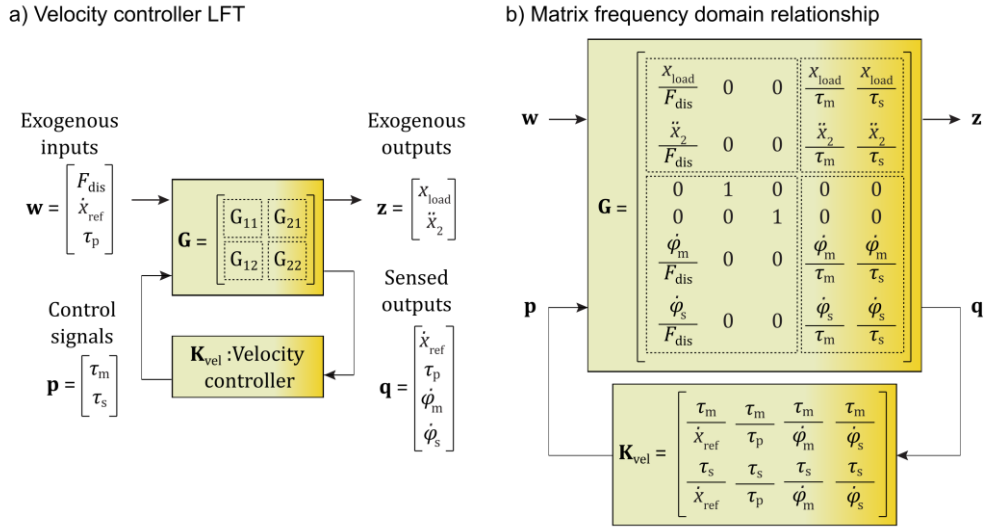 a) Velocity controller LFT
Exogenous
inputs
w = [F_dis
ẋ_ref
τ_p]
Exogenous
outputs
z = [x_load
ẍ_2]
G = [G_11 G_21
G_12 G_22]
Control
signals
p = [τ_m
τ_s]
K_vel :Velocity
controller
Sensed
outputs
q = [ẋ_ref
τ_p
φ̇_m
φ̇_s]
b) Matrix frequency domain relationship
w
z
p
q
G = [x_load/F_dis 0 0 x_load/τ_m x_load/τ_s
ẍ_2/F_dis 0 0 ẍ_2/τ_m ẍ_2/τ_s
0 1 0 0 0
0 0 1 0 0
φ̇_m/F_dis 0 0 φ̇_m/τ_m φ̇_m/τ_s
φ̇_s/F_dis 0 0 φ̇_s/τ_m φ̇_s/τ_s]
K_vel = [τ_m/ẋ_ref τ_m/τ_p τ_m/φ̇_m τ_m/φ̇_s
τ_s/ẋ_ref τ_s/τ_p τ_s/φ̇_m τ_s/φ̇_s]